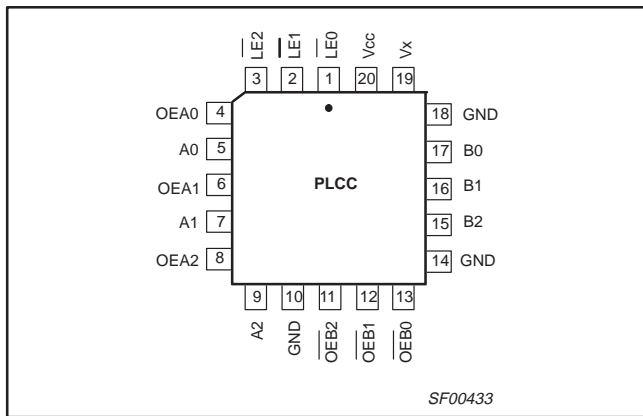 LE2 LE1 LE0 Vcc Vx
3 2 1 20 19
OEA0 4 18 GND
A0 5 17 B0
OEA1 6 PLCC 16 B1
A1 7 15 B2
OEA2 8 14 GND
9 10 11 12 13
A2 GND OEB2 OEB1 OEB0
SF00433